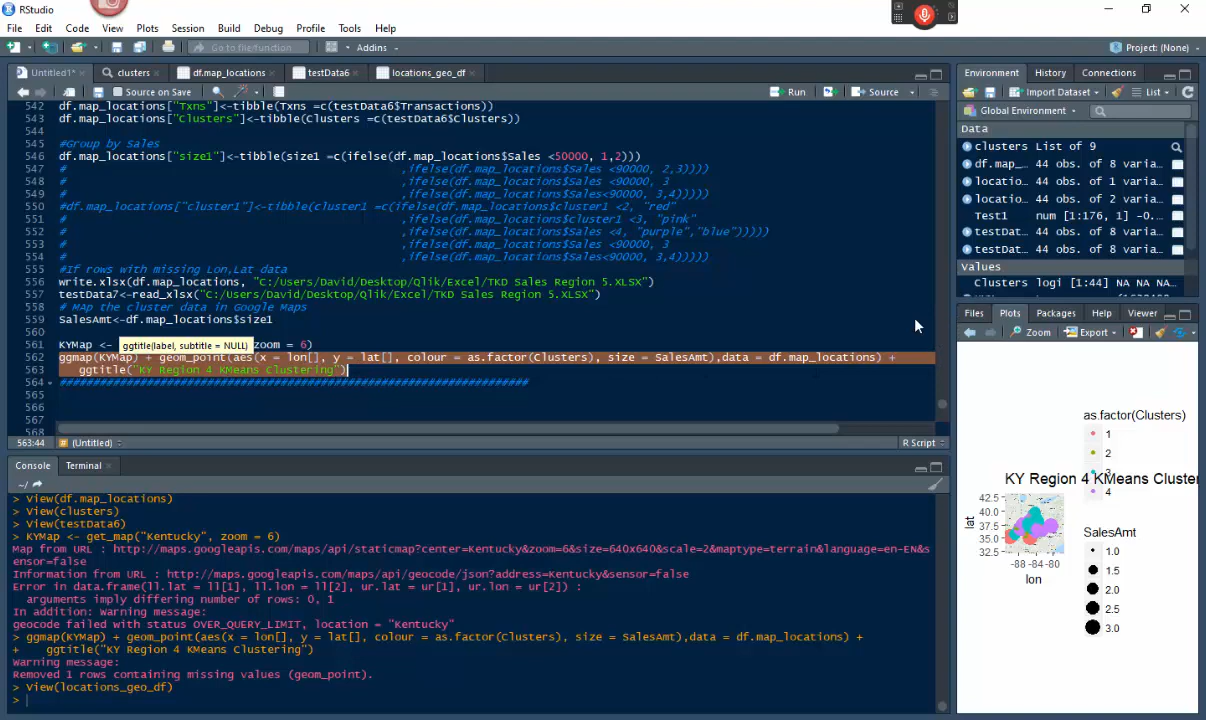 RStudio
File Edit Code View Plots Session Build Debug Profile Tools Help
Go to file/function
Addins
Project: (None)
Untitled1*
clusters
df.map_locations
testData6
locations_geo_df
Source on Save
Run
Source
542 df.map_locations["Txns"]<-tibble(Txns =c(testData6$Transactions))
543 df.map_locations["Clusters"]<-tibble(Clusters =c(testData6$Clusters))
544
545 #Group by Sales
546 df.map_locations["size1"]<-tibble(size1 =c(ifelse(df.map_locations$Sales <50000, 1,2)))
547 # ,ifelse(df.map_locations$Sales <90000, 2,3))))
548 # ,ifelse(df.map_locations$Sales <90000, 3
549 # ,ifelse(df.map_locations$Sales <90000, 3,4)))))
550 #df.map_locations["cluster1"]<-tibble(cluster1 =c(ifelse(df.map_locations$cluster1 <2, "red"
551 # ,ifelse(df.map_locations$cluster1 <3, "pink"
552 # ,ifelse(df.map_locations$Sales <4, "purple","blue")))))
553 # ,ifelse(df.map_locations$Sales <90000, 3
554 # ,ifelse(df.map_locations$Sales< 90000, 3,4)))))
555 #If rows with missing Lon,Lat data
556 write.xlsx(df.map_locations, "C:/Users/David/Desktop/Qlik/Excel/TKD Sales Region 5.XLSX")
557 testData7<-read_xlsx("C:/Users/David/Desktop/Qlik/Excel/TKD Sales Region 5.XLSX")
558 # MAp the cluster data in Google Maps
559 SalesAmt<-df.map_locations$size1
560
561 KYMap <- ggtitle(label, subtitle = NULL) zoom = 6)
562 ggmap(KYMap) + geom_point(aes(x = lon[], y = lat[], colour = as.factor(Clusters), size = SalesAmt),data = df.map_locations) +
563 ggtitle("KY Region 4 KMeans Clustering")
564 ################################################################
565
566
567
568
563:44
(Untitled)
R Script
Console
Terminal
~/
> View(df.map_locations)
> View(clusters)
> View(testData6)
> KYMap <- get_map("Kentucky", zoom = 6)
Map from URL : http://maps.googleapis.com/maps/api/staticmap?center=Kentucky&zoom=6&size=640x640&scale=2&maptype=terrain&language=en-EN&s
ensor=false
Information from URL : http://maps.googleapis.com/maps/api/geocode/json?address=Kentucky&sensor=false
Error in data.frame(ll.lat = ll[1], ll.lon = ll[2], ur.lat = ur[1], ur.lon = ur[2]) :
arguments imply differing number of rows: 0, 1
In addition: Warning message:
geocode failed with status OVER_QUERY_LIMIT, location = "Kentucky"
> ggmap(KYMap) + geom_point(aes(x = lon[], y = lat[], colour = as.factor(Clusters), size = SalesAmt),data = df.map_locations) +
+ ggtitle("KY Region 4 KMeans Clustering")
Warning message:
Removed 1 rows containing missing values (geom_point).
> View(locations_geo_df)
>
Environment History Connections
Import Dataset
List
Global Environment
Data
clusters List of 9
df.map_… 44 obs. of 8 varia…
locatio… 44 obs. of 1 varia…
locatio… 44 obs. of 2 varia…
Test1 num [1:176, 1] -0…
testDat… 44 obs. of 8 varia…
testDat… 44 obs. of 8 varia…
Values
Clusters logi [1:44] NA NA NA…
Files Plots Packages Help Viewer
Zoom
Export
as.factor(Clusters)
1
2
3
4
KY Region 4 KMeans Cluster
42.5
40.0
37.5
35.0
32.5
lat
-88 -84 -80
lon
SalesAmt
1.0
1.5
2.0
2.5
3.0